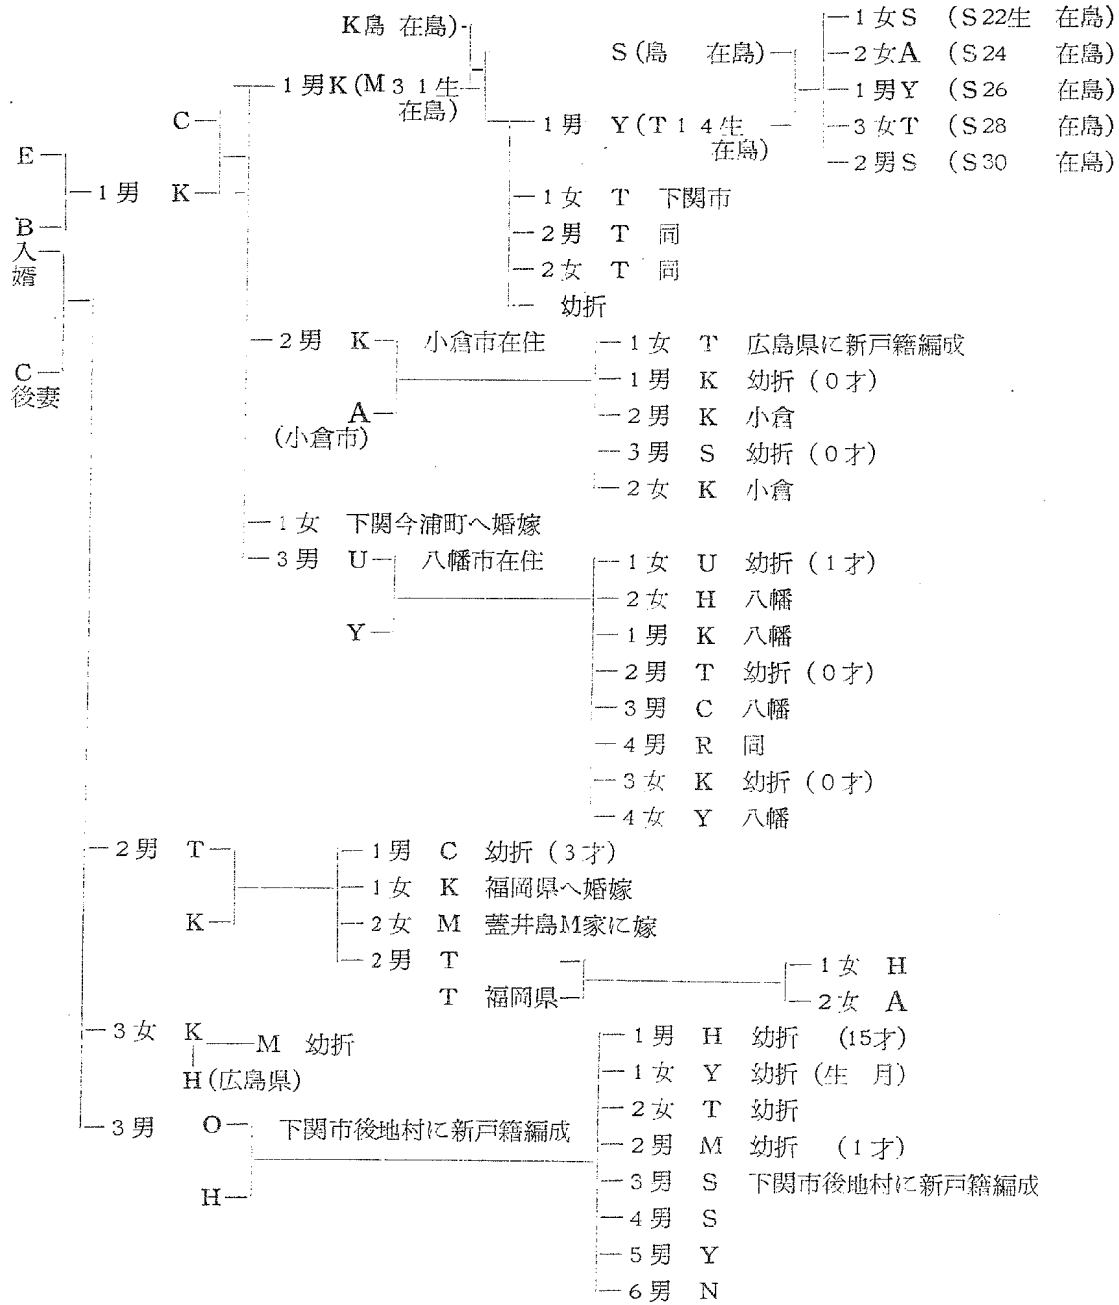 K島 在島)
1女S (S22生 在島)
S(島 在島)
2女A (S24 在島)
1男K(M31生
在島)
1男Y (S26 在島)
C
1男 Y(T14生
在島)
3女T (S28 在島)
E
2男S (S30 在島)
1男 K
1女 T 下関市
B
入
婿
2男 T 同
2女 T 同
幼折
2男 K 小倉市在住
1女 T 広島県に新戸籍編成
C
後妻
1男 K 幼折(0才)
A
(小倉市)
2男 K 小倉
3男 S 幼折(0才)
2女 K 小倉
1女 下関今浦町へ婚嫁
3男 U 八幡市在住
1女 U 幼折(1才)
2女 H 八幡
Y
1男 K 八幡
2男 T 幼折(0才)
3男 C 八幡
4男 R 同
3女 K 幼折(0才)
4女 Y 八幡
2男 T
1男 C 幼折(3才)
1女 K 福岡県へ婚嫁
K
2女 M 蓋井島M家に嫁
2男 T
1女 H
T 福岡県
2女 A
3女 K
M 幼折
H(広島県)
1男 H 幼折 (15才)
1女 Y 幼折(生 月)
2女 T 幼折
3男 O 下関市後地村に新戸籍編成
2男 M 幼折 (1才)
H
3男 S 下関市後地村に新戸籍編成
4男 S
5男 Y
6男 N